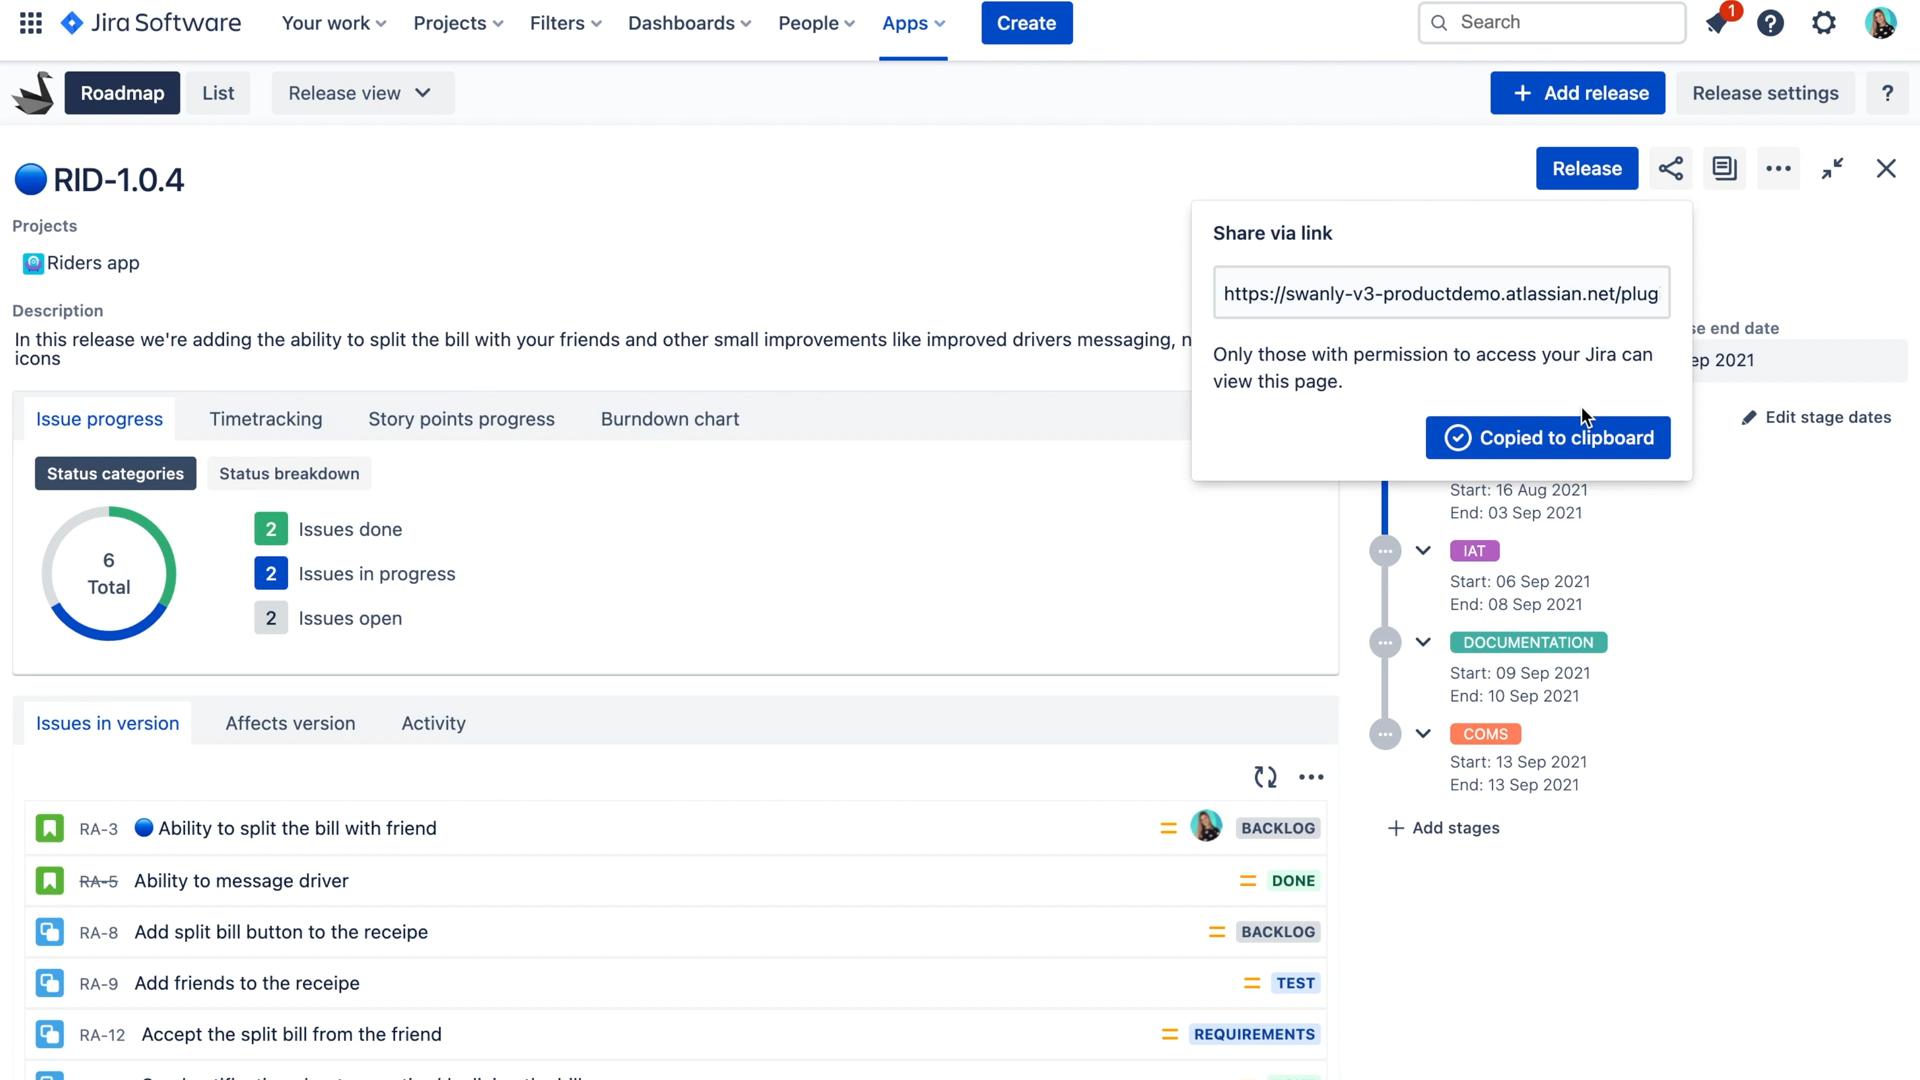 Jira Software
Your work
Projects
Filters
Dashboards
People
Apps
Create
Search
1
Roadmap
List
Release view
+ Add release
Release settings
?
RID-1.0.4
Release
Projects
Riders app
Description
In this release we're adding the ability to split the bill with your friends and other small improvements like improved drivers messaging, n
icons
Share via link
https://swanly-v3-productdemo.atlassian.net/plug
Only those with permission to access your Jira can
view this page.
Copied to clipboard
se end date
ep 2021
Edit stage dates
Issue progress
Timetracking
Story points progress
Burndown chart
Status categories
Status breakdown
6
Total
2 Issues done
2 Issues in progress
2 Issues open
Start: 16 Aug 2021
End: 03 Sep 2021
IAT
Start: 06 Sep 2021
End: 08 Sep 2021
DOCUMENTATION
Start: 09 Sep 2021
End: 10 Sep 2021
COMS
Start: 13 Sep 2021
End: 13 Sep 2021
+ Add stages
Issues in version
Affects version
Activity
RA-3 Ability to split the bill with friend BACKLOG
RA-5 Ability to message driver DONE
RA-8 Add split bill button to the receipe BACKLOG
RA-9 Add friends to the receipe TEST
RA-12 Accept the split bill from the friend REQUIREMENTS